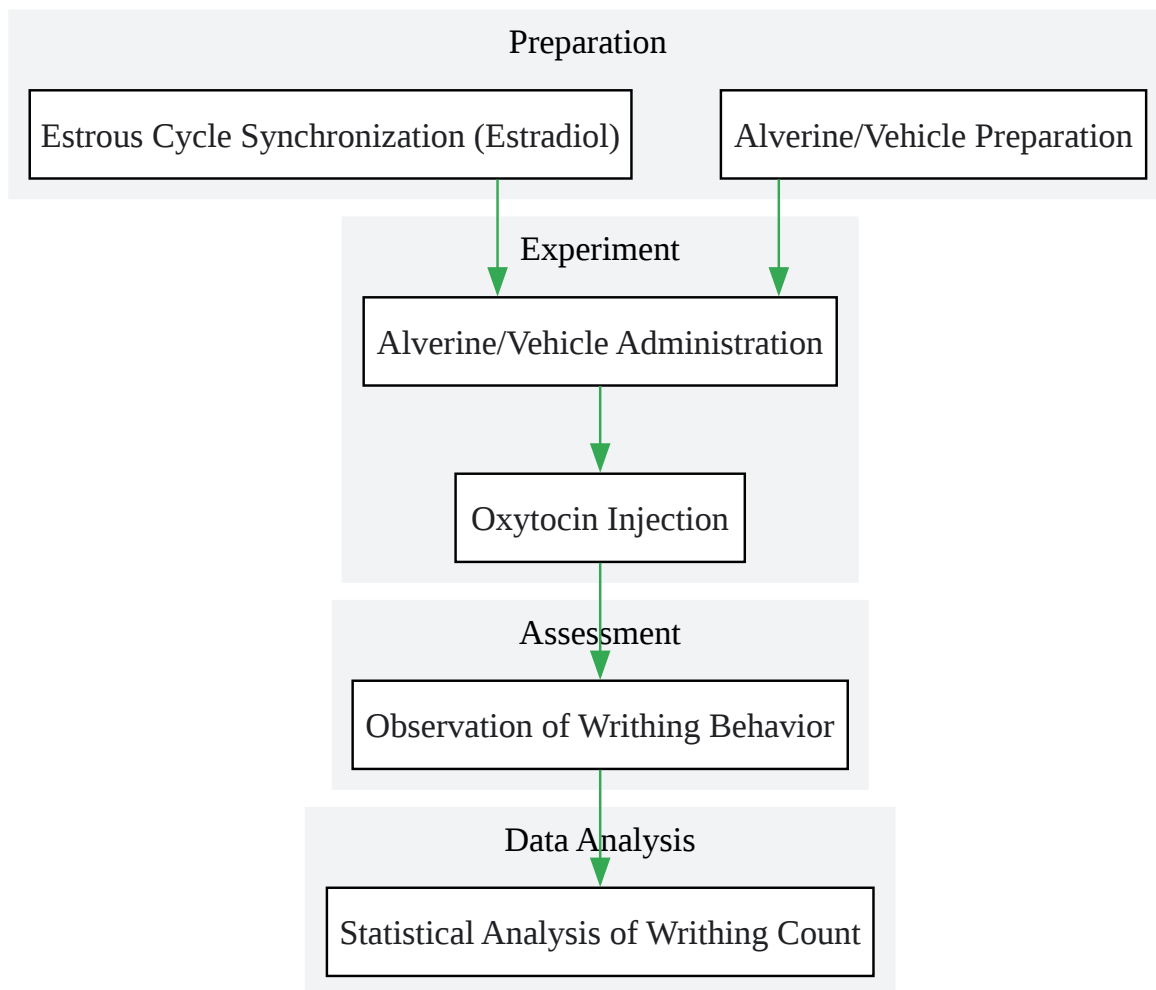 Preparation
Estrous Cycle Synchronization (Estradiol)
Alverine/Vehicle Preparation
Experiment
Alverine/Vehicle Administration
Oxytocin Injection
Assessment
Observation of Writhing Behavior
Data Analysis
Statistical Analysis of Writhing Count